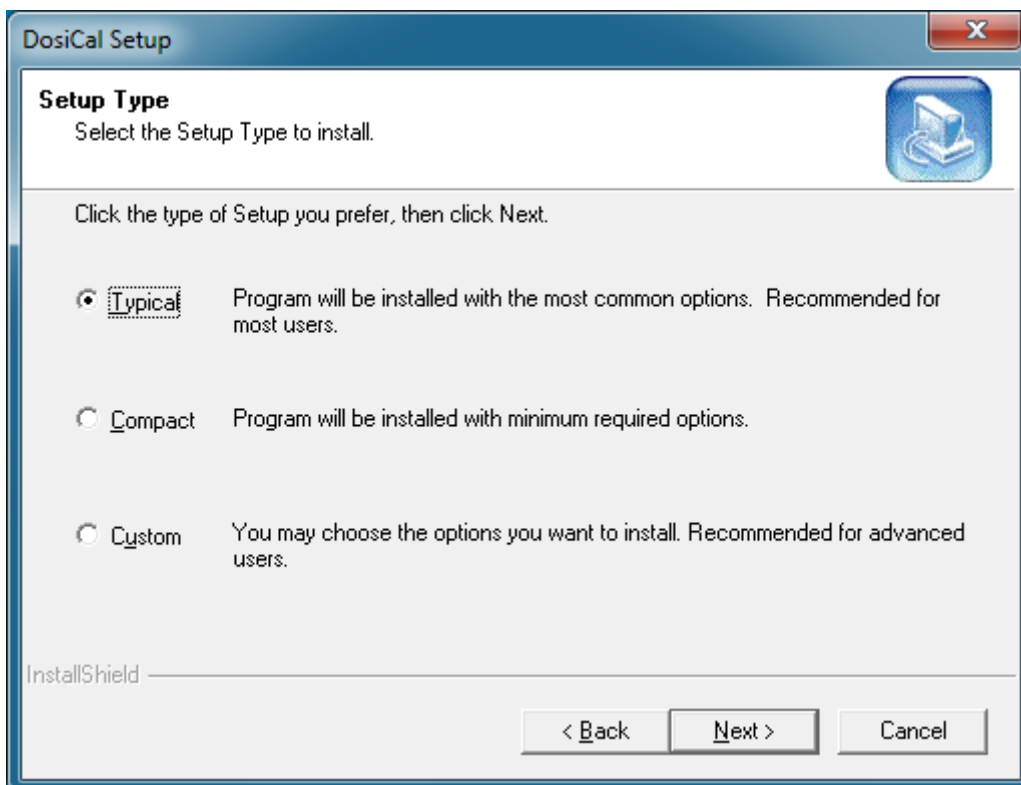 DosiCal Setup
Setup Type
Select the Setup Type to install.
Click the type of Setup you prefer, then click Next.
Typical Program will be installed with the most common options.  Recommended for
most users.
Compact Program will be installed with minimum required options.
Custom You may choose the options you want to install. Recommended for advanced
users.
InstallShield
< Back Next > Cancel